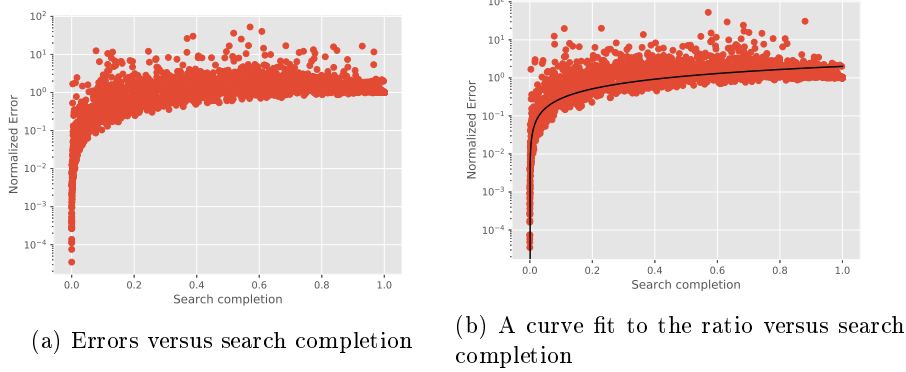 10²
10¹
10⁰
10⁻¹
10⁻²
10⁻³
10⁻⁴
Normalized Error
0.0 0.2 0.4 0.6 0.8 1.0
Search completion
(a) Errors versus search completion
10²
10¹
10⁰
10⁻¹
10⁻²
10⁻³
10⁻⁴
Normalized Error
0.0 0.2 0.4 0.6 0.8 1.0
Search completion
(b) A curve fit to the ratio versus search
completion